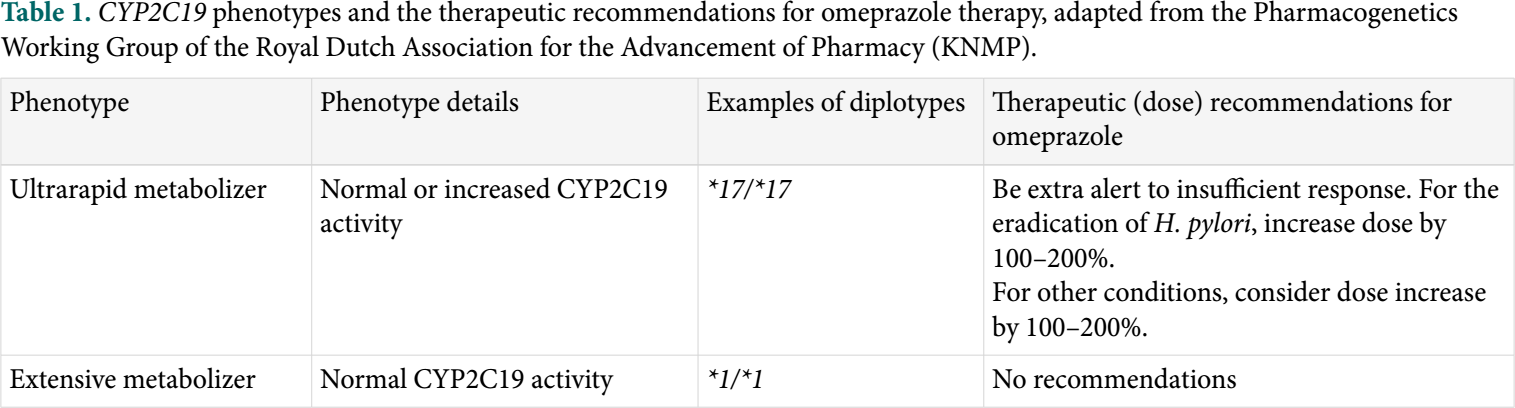 Table 1. CYP2C19 phenotypes and the therapeutic recommendations for omeprazole therapy, adapted from the Pharmacogenetics
Working Group of the Royal Dutch Association for the Advancement of Pharmacy (KNMP).
Phenotype
Phenotype details
Examples of diplotypes
Therapeutic (dose) recommendations for
omeprazole
Ultrarapid metabolizer
Normal or increased CYP2C19
activity
*17/*17
Be extra alert to insufficient response. For the
eradication of H. pylori, increase dose by
100–200%.
For other conditions, consider dose increase
by 100–200%.
Extensive metabolizer
Normal CYP2C19 activity
*1/*1
No recommendations